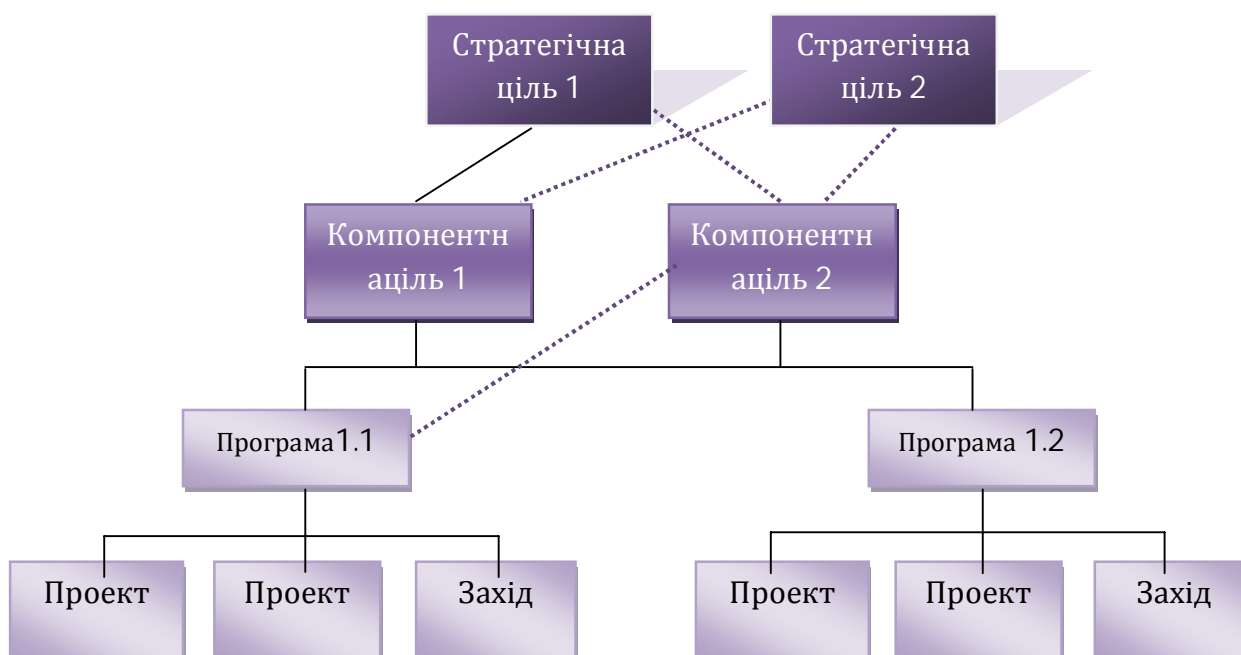 Стратегічна
ціль 1
Стратегічна
ціль 2
Компонентн
аціль 1
Компонентн
аціль 2
Програма1.1
Програма 1.2
Проект
Проект
Захід
Проект
Проект
Захід